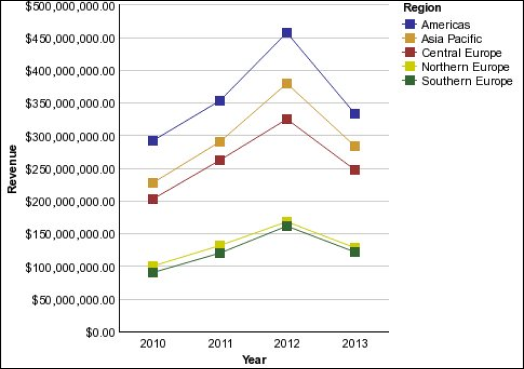 $500,000,000.00
$450,000,000.00
$400,000,000.00
$350,000,000.00
$300,000,000.00
$250,000,000.00
$200,000,000.00
$150,000,000.00
$100,000,000.00
$50,000,000.00
$0.00
Revenue
2010 2011 2012 2013
Year
Region
Americas
Asia Pacific
Central Europe
Northern Europe
Southern Europe